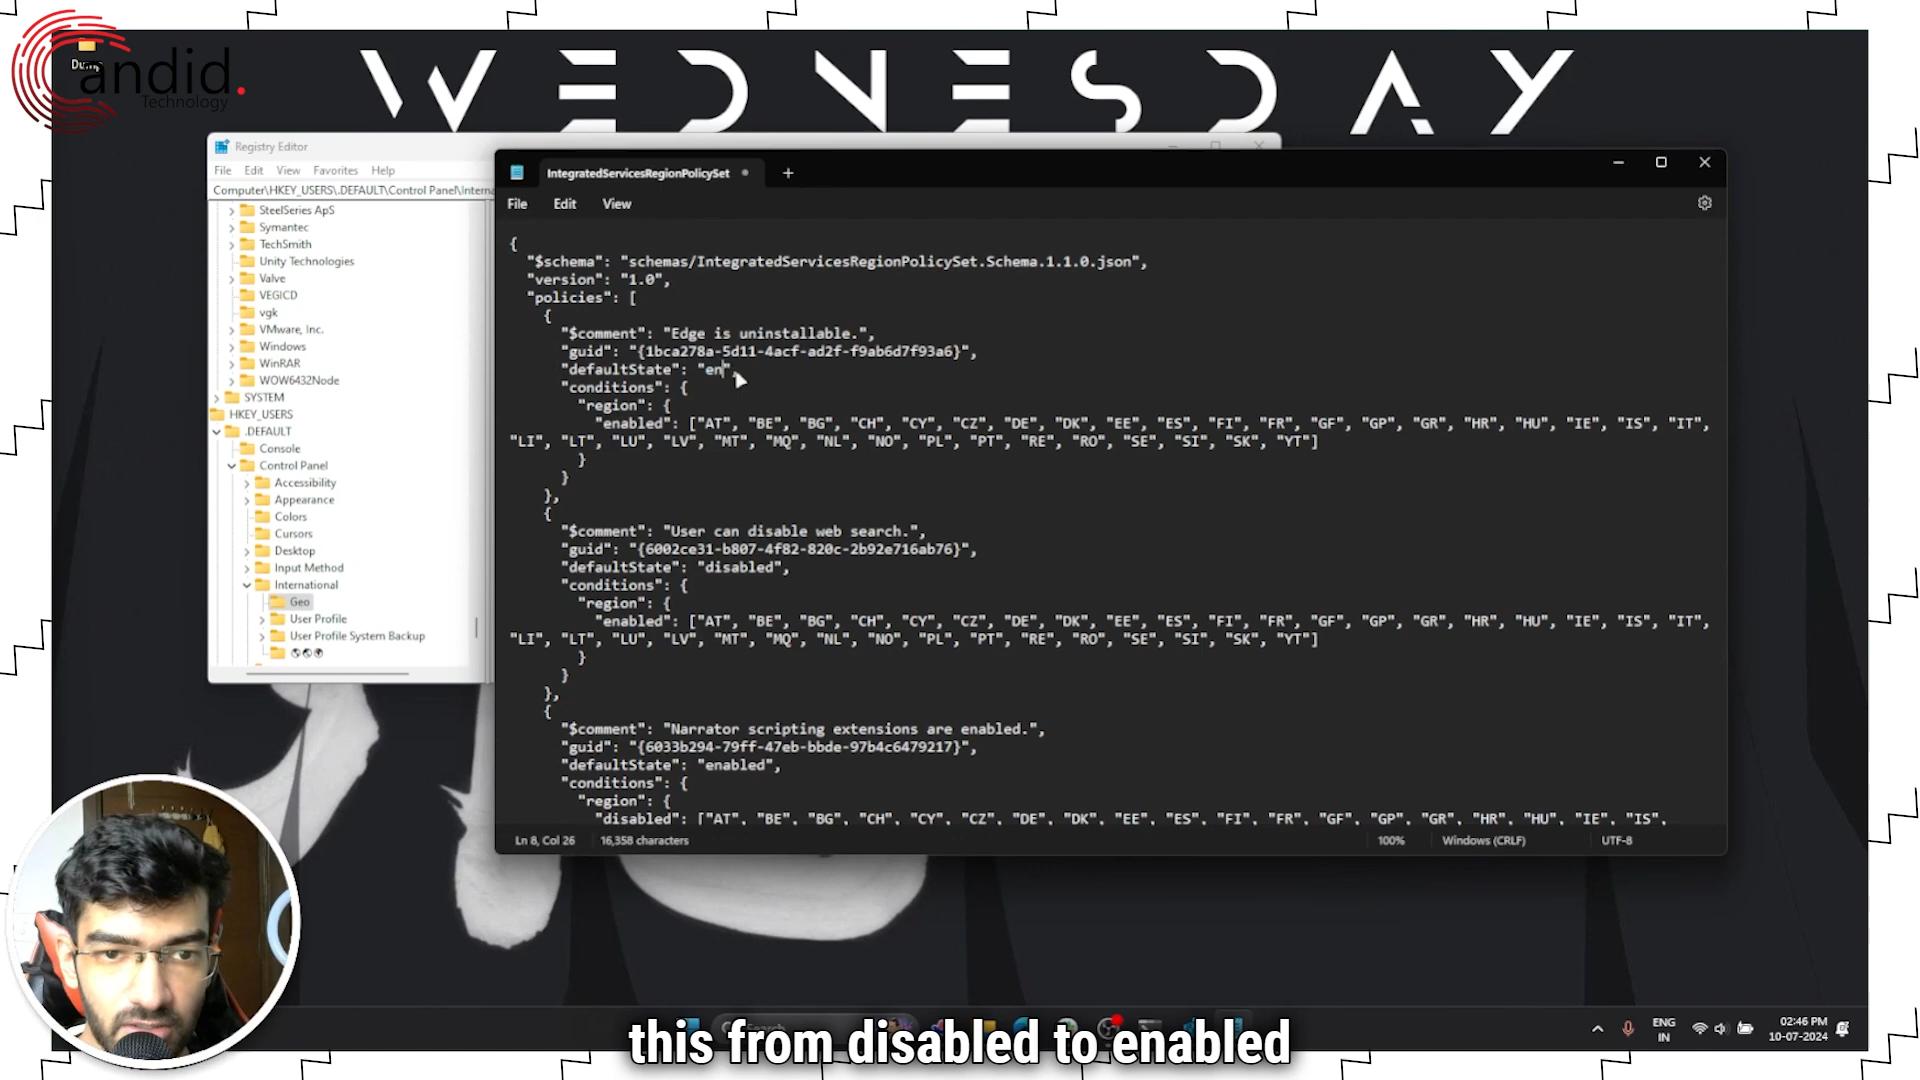 Dump
Candid.
Technology
WEDNESDAY
Registry Editor
File Edit View Favorites Help
Computer\HKEY_USERS\.DEFAULT\Control Panel\Interna
SteelSeries ApS
Symantec
TechSmith
Unity Technologies
Valve
VEGICD
vgk
VMware, Inc.
Windows
WinRAR
WOW6432Node
SYSTEM
HKEY_USERS
.DEFAULT
Console
Control Panel
Accessibility
Appearance
Colors
Cursors
Desktop
Input Method
International
Geo
User Profile
User Profile System Backup
IntegratedServicesRegionPolicySet
File Edit View
{
"$schema": "schemas/IntegratedServicesRegionPolicySet.Schema.1.1.0.json",
"version": "1.0",
"policies": [
{
"$comment": "Edge is uninstallable.",
"guid": "{1bca278a-5d11-4acf-ad2f-f9ab6d7f93a6}",
"defaultState": "en",
"conditions": {
"region": {
"enabled": ["AT", "BE", "BG", "CH", "CY", "CZ", "DE", "DK", "EE", "ES", "FI", "FR", "GF", "GP", "GR", "HR", "HU", "IE", "IS", "IT",
"LI", "LT", "LU", "LV", "MT", "MQ", "NL", "NO", "PL", "PT", "RE", "RO", "SE", "SI", "SK", "YT"]
}
}
},
{
"$comment": "User can disable web search.",
"guid": "{6002ce31-b807-4f82-820c-2b92e716ab76}",
"defaultState": "disabled",
"conditions": {
"region": {
"enabled": ["AT", "BE", "BG", "CH", "CY", "CZ", "DE", "DK", "EE", "ES", "FI", "FR", "GF", "GP", "GR", "HR", "HU", "IE", "IS", "IT",
"LI", "LT", "LU", "LV", "MT", "MQ", "NL", "NO", "PL", "PT", "RE", "RO", "SE", "SI", "SK", "YT"]
}
}
},
{
"$comment": "Narrator scripting extensions are enabled.",
"guid": "{6033b294-79ff-47eb-bbde-97b4c6479217}",
"defaultState": "enabled",
"conditions": {
"region": {
"disabled": ["AT", "BE", "BG", "CH", "CY", "CZ", "DE", "DK", "EE", "ES", "FI", "FR", "GF", "GP", "GR", "HR", "HU", "IE", "IS",
Ln 8, Col 26 16,358 characters 100% Windows (CRLF) UTF-8
Search
ENG
IN
02:46 PM
10-07-2024
this from disabled to enabled